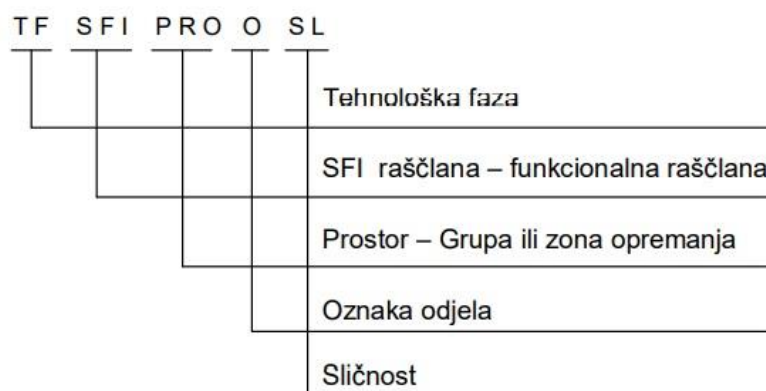 TF SFI PRO O SL
Tehnološka faza
SFI raščlana – funkcionalna raščlana
Prostor – Grupa ili zona opremanja
Oznaka odjela
Sličnost